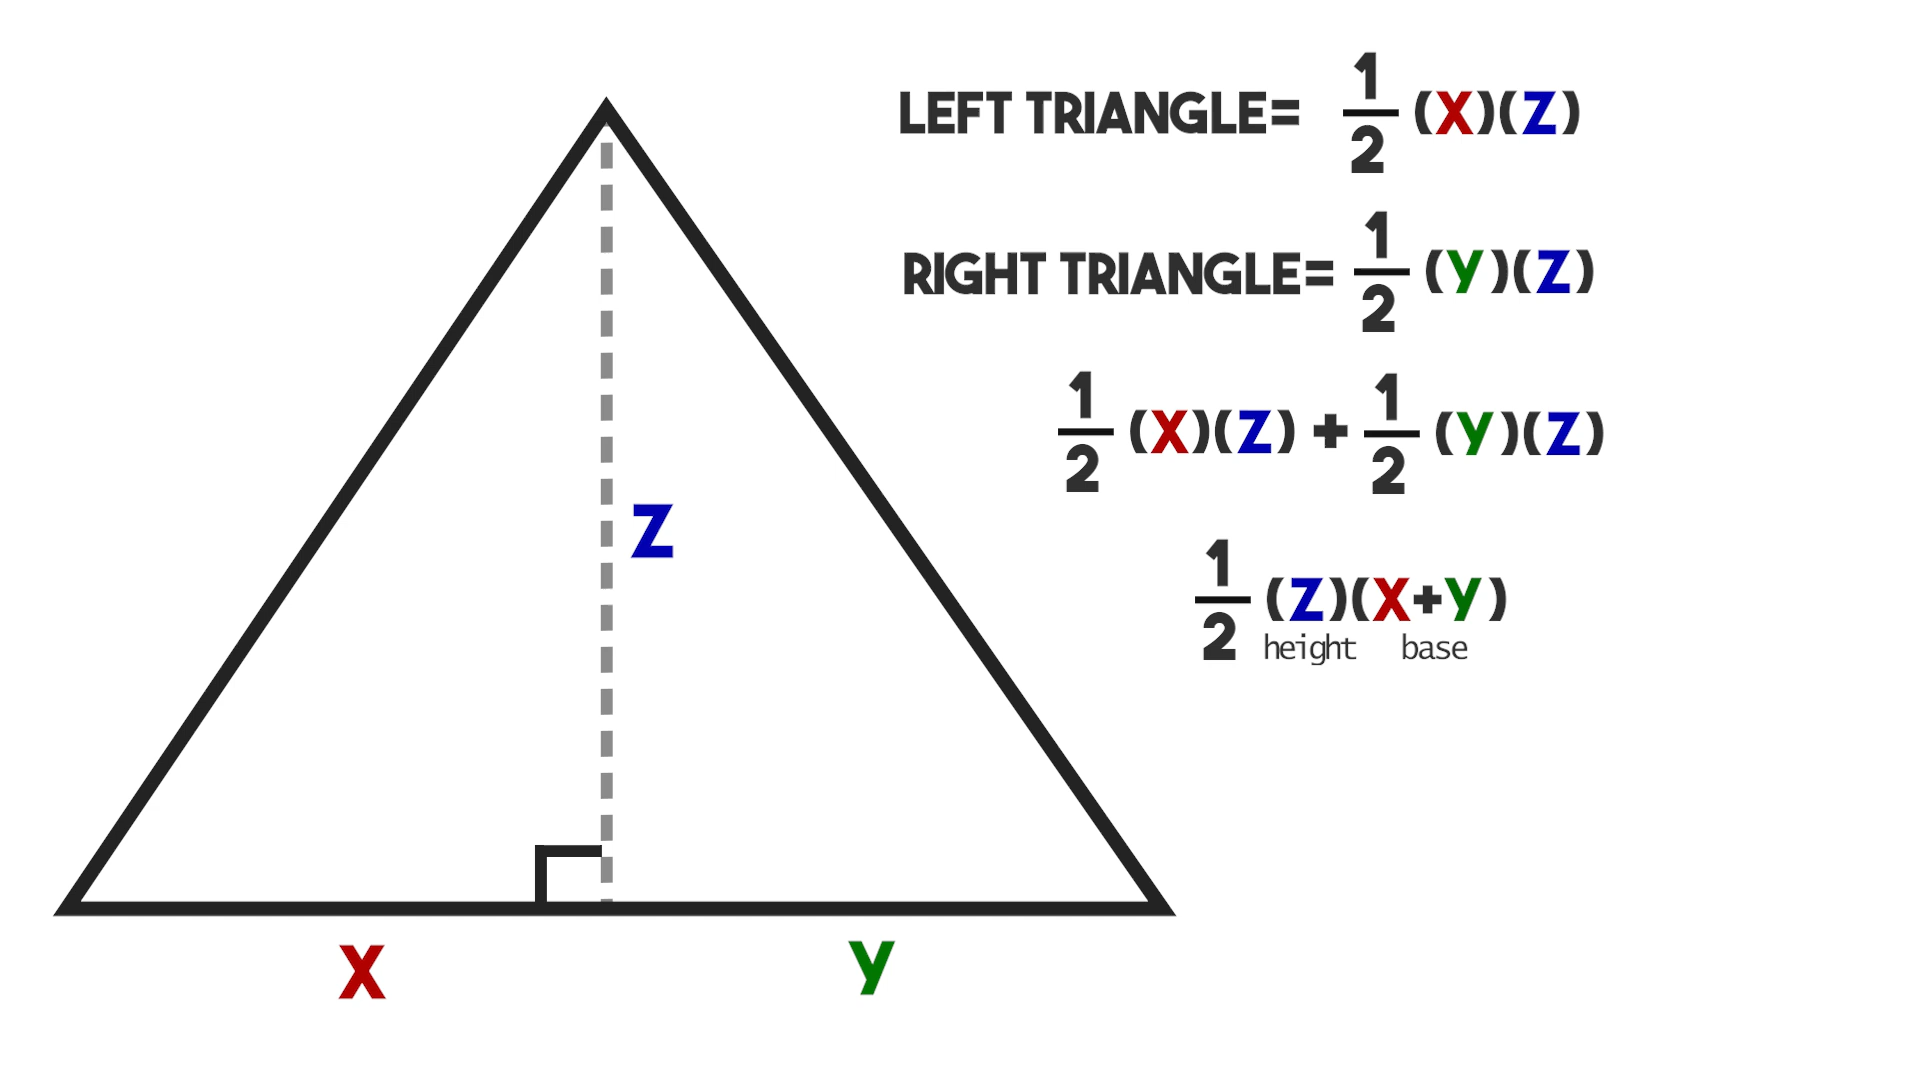 LEFT TRIANGLE= 1/2 (X)(Z)
RIGHT TRIANGLE= 1/2 (Y)(Z)
1/2 (X)(Z) + 1/2 (Y)(Z)
1/2 (Z)(X+Y)
height base
Z
X Y